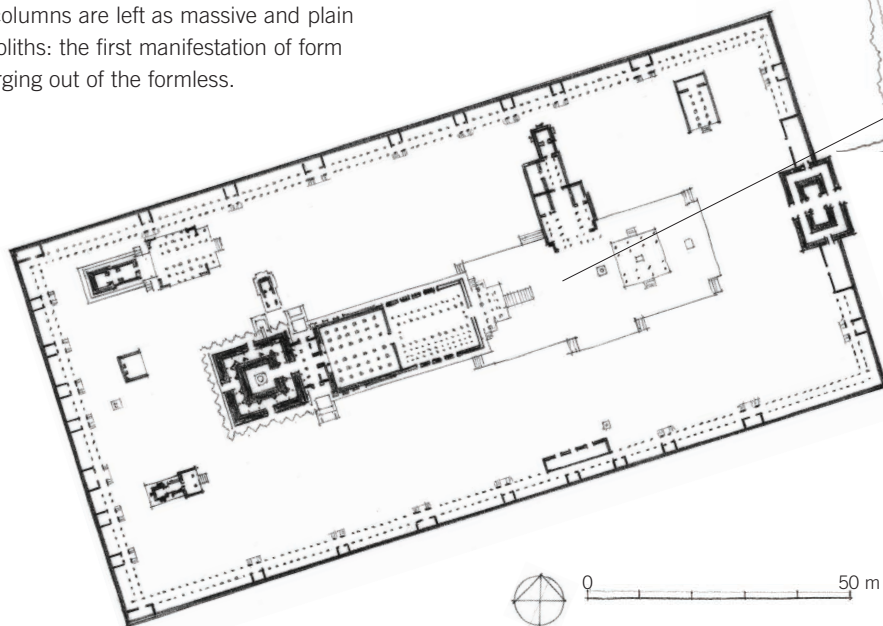 columns are left as massive and plain
oliths: the first manifestation of form
rging out of the formless.
0
50 m